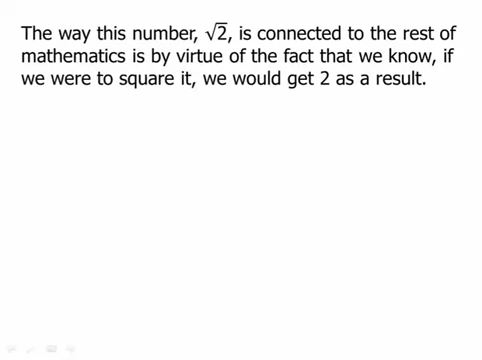 The way this number, √2, is connected to the rest of
mathematics is by virtue of the fact that we know, if
we were to square it, we would get 2 as a result.